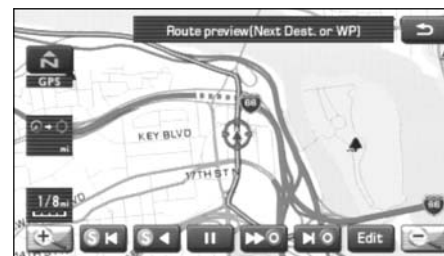 Route preview(Next Dest. or WP)
GPS
66
mi
KEY BLVD
17TH ST N
1/8mi
66
S
S
Edit